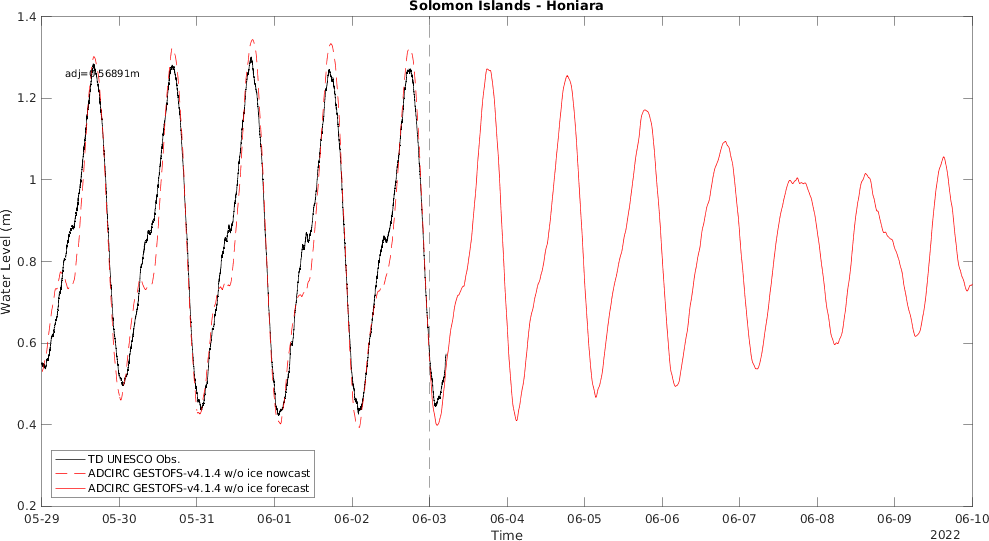 Solomon Islands - Honiara
1.4
adj=0.56891m
1.2
1
0.8
0.6
0.4
0.2
Water Level (m)
TD UNESCO Obs.
ADCIRC GESTOFS-v4.1.4 w/o ice nowcast
ADCIRC GESTOFS-v4.1.4 w/o ice forecast
05-29 05-30 05-31 06-01 06-02 06-03 06-04 06-05 06-06 06-07 06-08 06-09 06-10
Time
2022